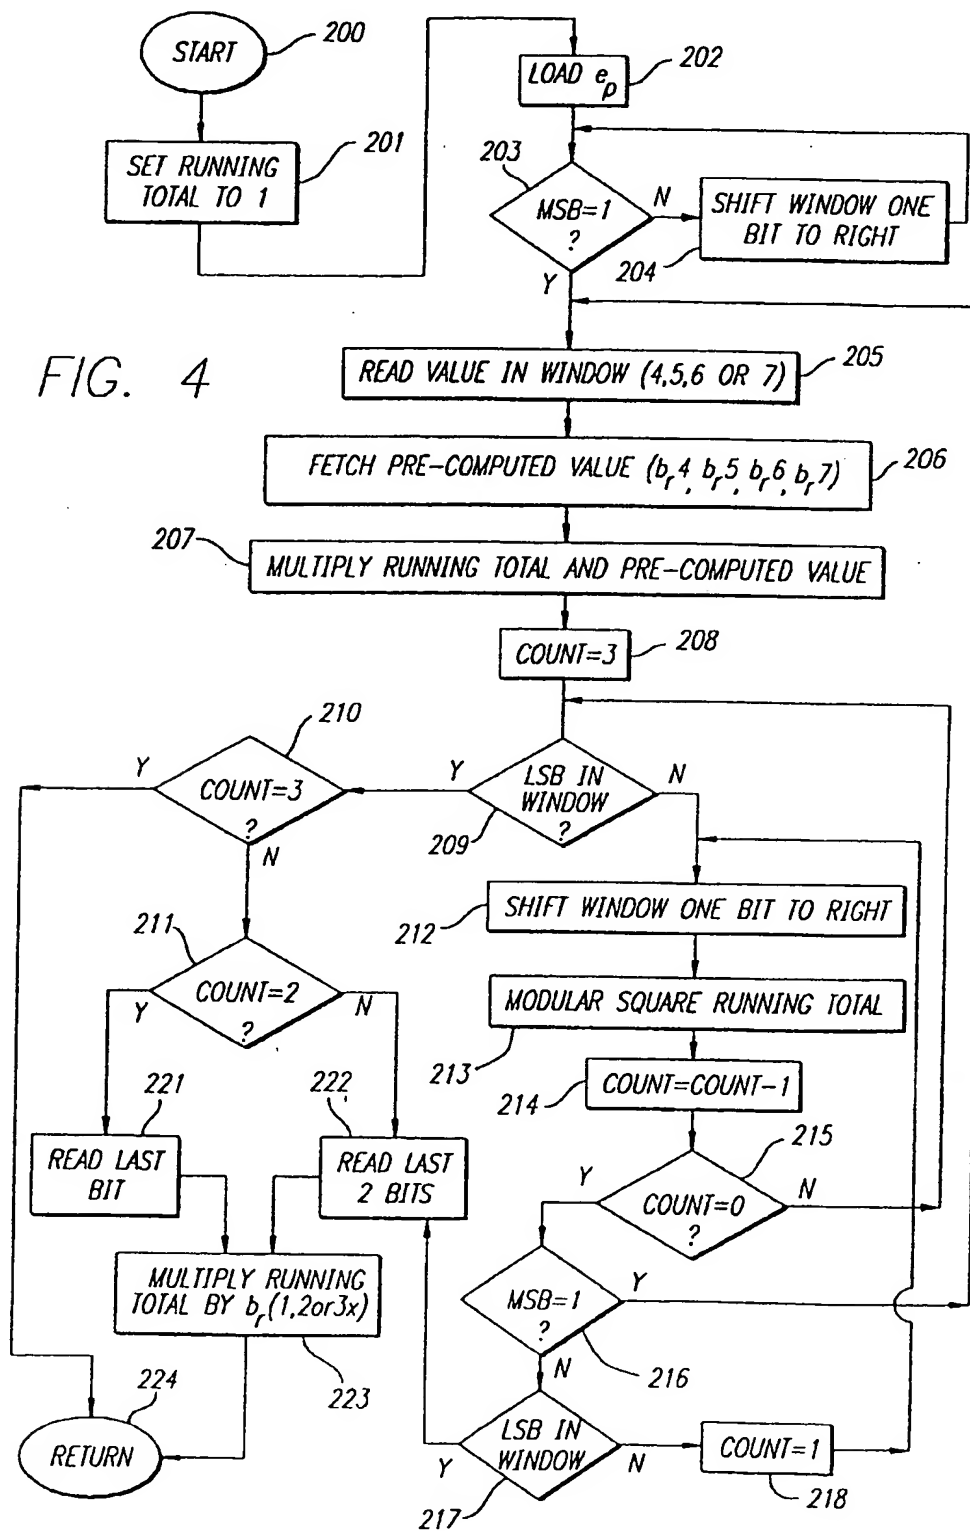 START
200
SET RUNNING
TOTAL TO 1
201
LOAD e_p
202
203
MSB=1
?
N
Y
SHIFT WINDOW ONE
BIT TO RIGHT
204
FIG. 4
READ VALUE IN WINDOW (4,5,6 OR 7)
205
FETCH PRE-COMPUTED VALUE (b_r4, b_r5, b_r6, b_r7)
206
207
MULTIPLY RUNNING TOTAL AND PRE-COMPUTED VALUE
COUNT=3
208
210
Y
COUNT=3
?
N
Y
LSB IN
WINDOW
?
N
209
211
COUNT=2
?
Y
N
SHIFT WINDOW ONE BIT TO RIGHT
212
MODULAR SQUARE RUNNING TOTAL
213
COUNT=COUNT-1
214
221
READ LAST
BIT
222
READ LAST
2 BITS
215
Y
COUNT=0
?
N
MULTIPLY RUNNING
TOTAL BY b_r(1,2or3x)
223
MSB=1
?
Y
N
216
224
RETURN
LSB IN
WINDOW
Y
N
217
COUNT=1
218